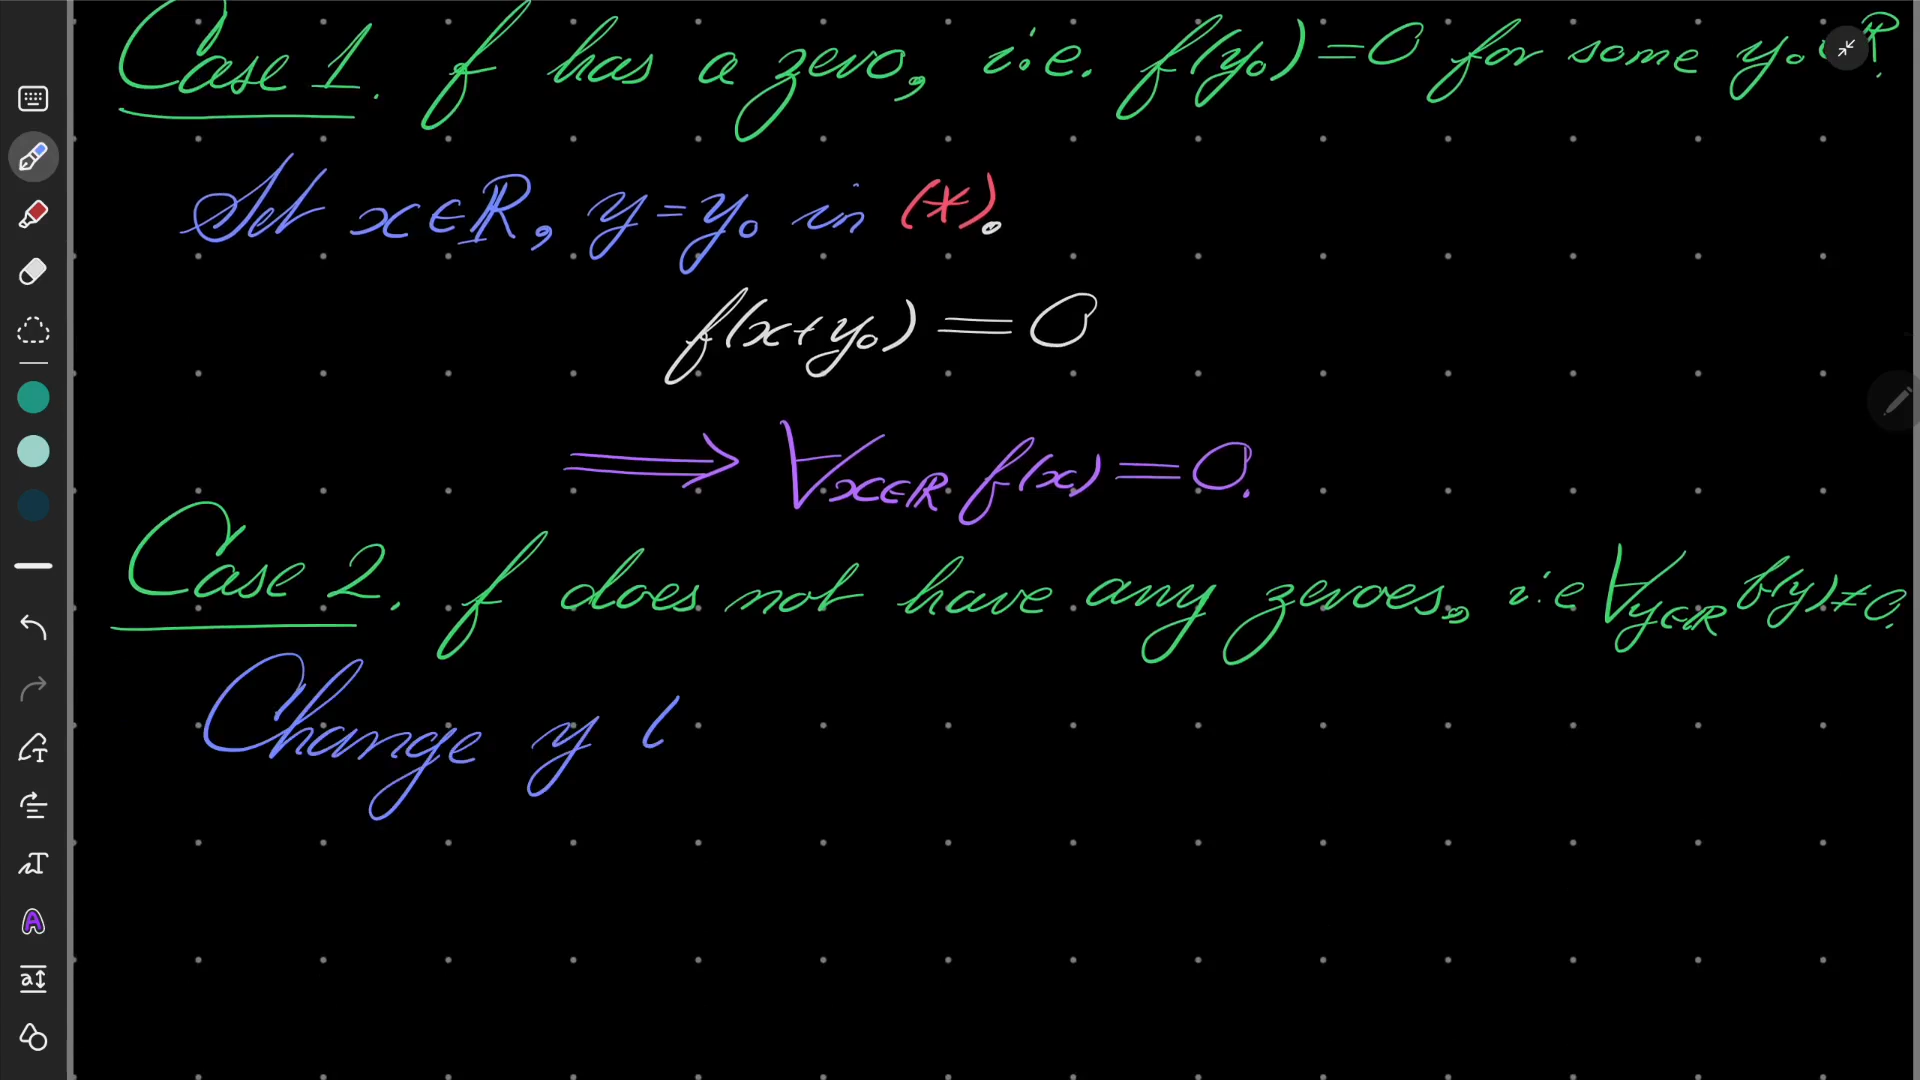 Case 1. f has a zero, i.e. f(y₀)=0 for some y₀ ℝ.
Set x∈ℝ, y=y₀ in (*).
f(x+y₀)=0
⟹ ∀x∈ℝ f(x)=0.
Case 2. f does not have any zeroes, i.e ∀y∈ℝ f(y)≠0.
Change y (